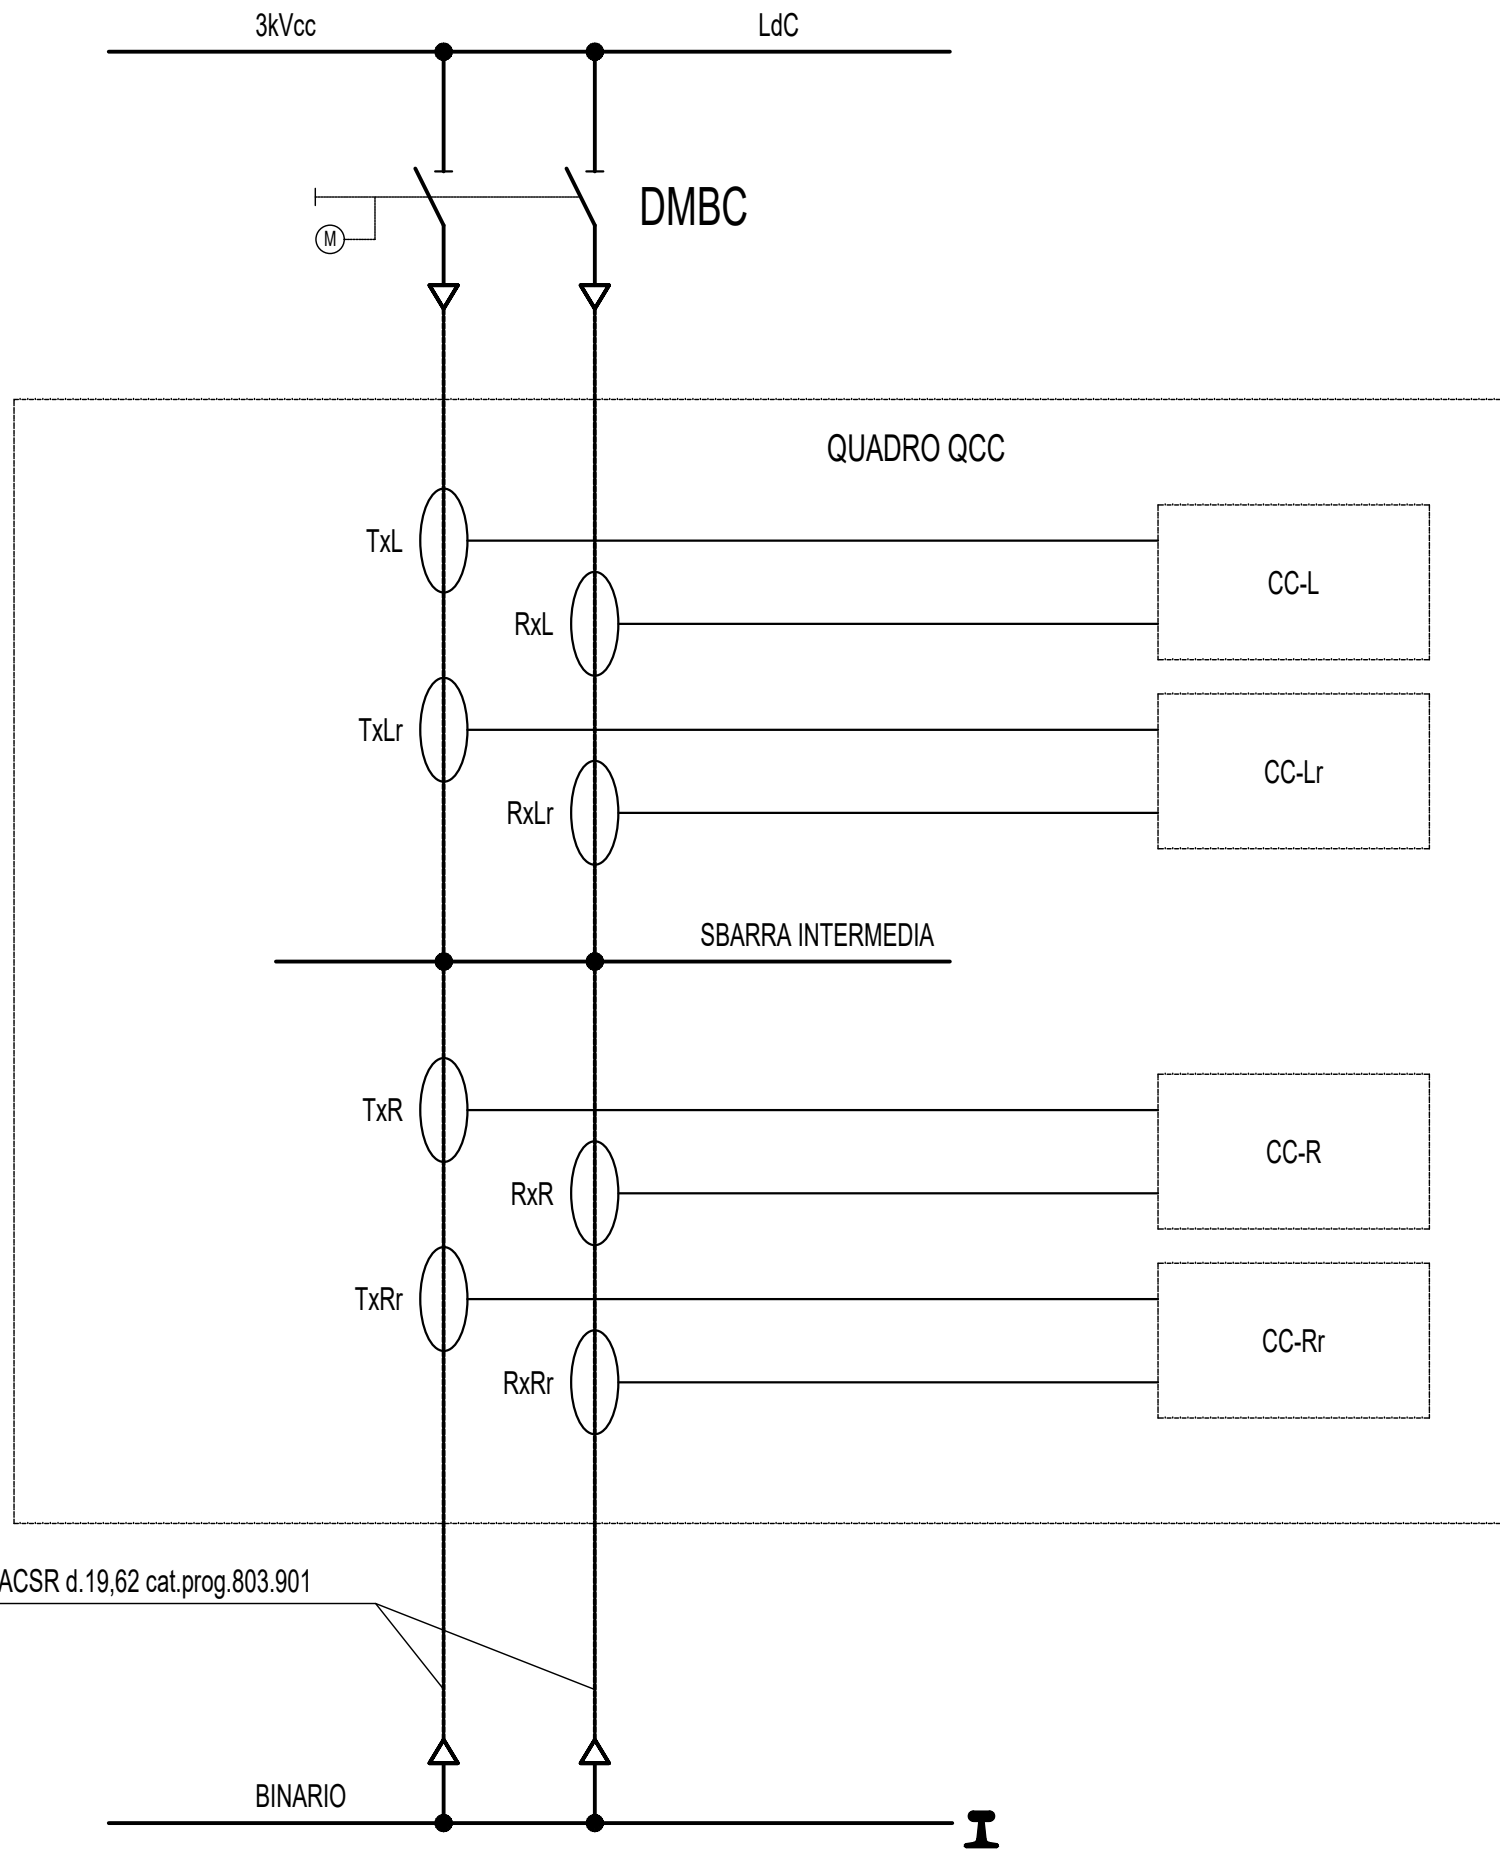 3kVcc
LdC
DMBC
M
QUADRO QCC
TxL
CC-L
RxL
TxLr
CC-Lr
RxLr
SBARRA INTERMEDIA
TxR
CC-R
RxR
TxRr
CC-Rr
RxRr
ACSR d.19,62 cat.prog.803.901
BINARIO